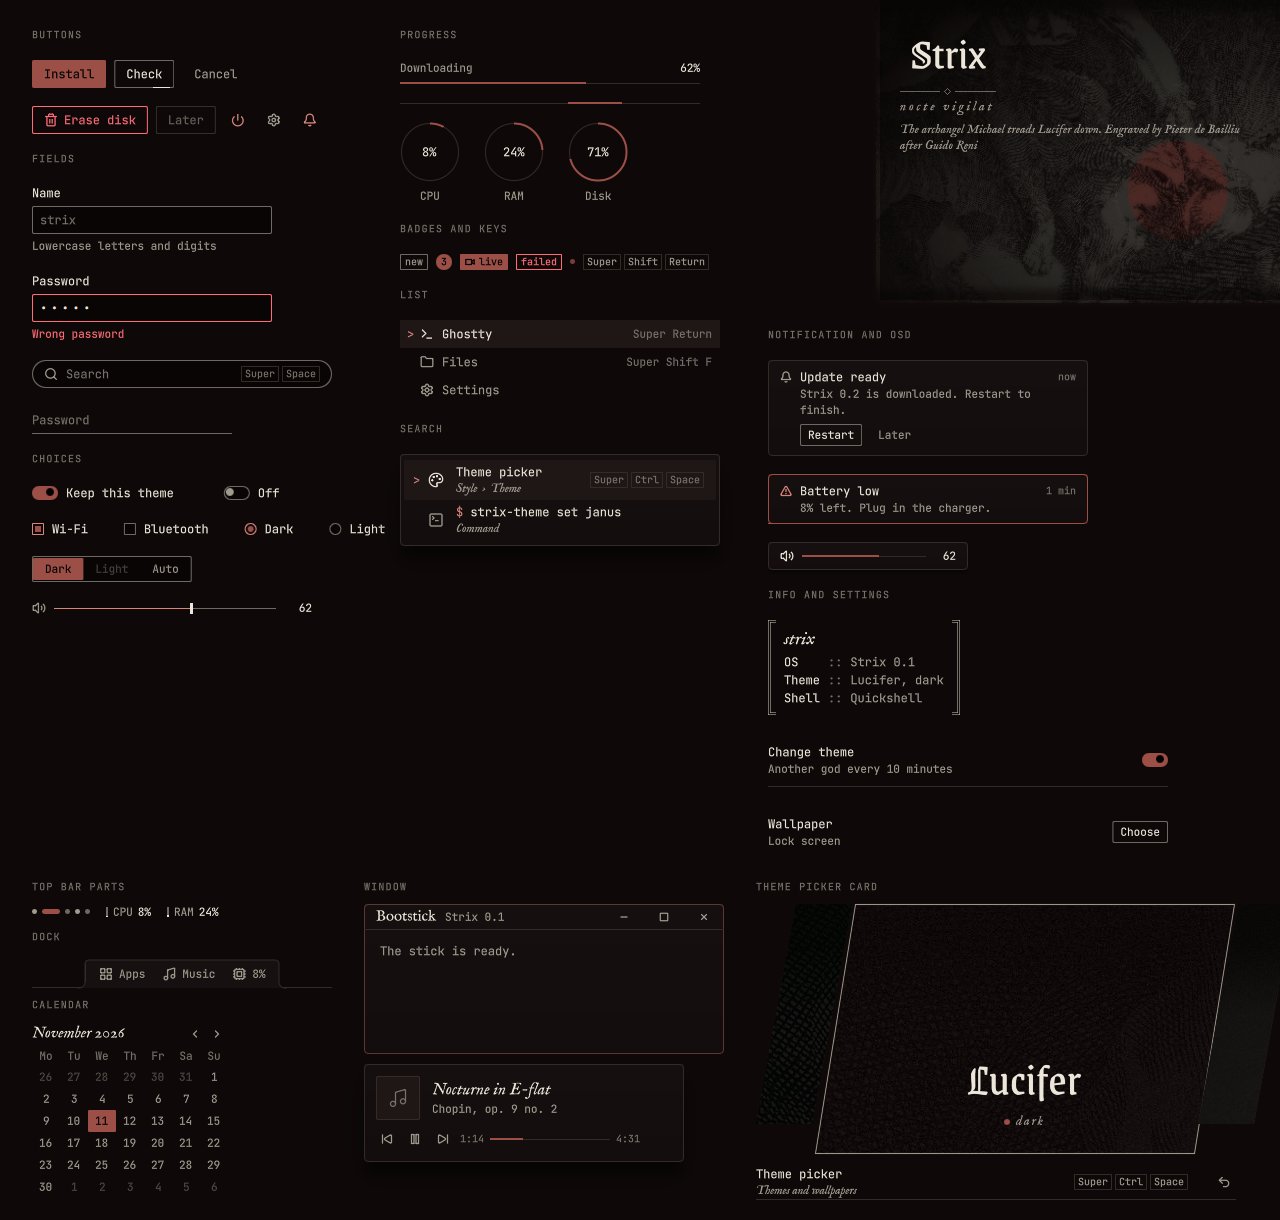 BUTTONS
Install
Check
Cancel
Erase disk
Later
FIELDS
Name
strix
Lowercase letters and digits
Password
•••••
Wrong password
Search
Super
Space
Password
CHOICES
Keep this theme
Off
Wi-Fi
Bluetooth
Dark
Light
Dark
Light
Auto
62
PROGRESS
Downloading
62%
8%
24%
71%
CPU
RAM
Disk
BADGES AND KEYS
new
3
live
failed
Super
Shift
Return
LIST
> Ghostty
Super Return
Files
Super Shift F
Settings
SEARCH
> Theme picker
Style › Theme
Super
Ctrl
Space
$ strix-theme set janus
Command
Strix
nocte vigilat
The archangel Michael treads Lucifer down. Engraved by Pieter de Bailliu
after Guido Reni
NOTIFICATION AND OSD
Update ready
now
Strix 0.2 is downloaded. Restart to
finish.
Restart
Later
Battery low
1 min
8% left. Plug in the charger.
62
INFO AND SETTINGS
strix
OS :: Strix 0.1
Theme :: Lucifer, dark
Shell :: Quickshell
Change theme
Another god every 10 minutes
Wallpaper
Lock screen
Choose
TOP BAR PARTS
CPU 8%
RAM 24%
DOCK
Apps
Music
8%
CALENDAR
November 2026
Mo Tu We Th Fr Sa Su
26 27 28 29 30 31 1
2 3 4 5 6 7 8
9 10 11 12 13 14 15
16 17 18 19 20 21 22
23 24 25 26 27 28 29
30 1 2 3 4 5 6
WINDOW
Bootstick Strix 0.1
The stick is ready.
Nocturne in E-flat
Chopin, op. 9 no. 2
1:14
4:31
THEME PICKER CARD
Lucifer
dark
Theme picker
Themes and wallpapers
Super
Ctrl
Space